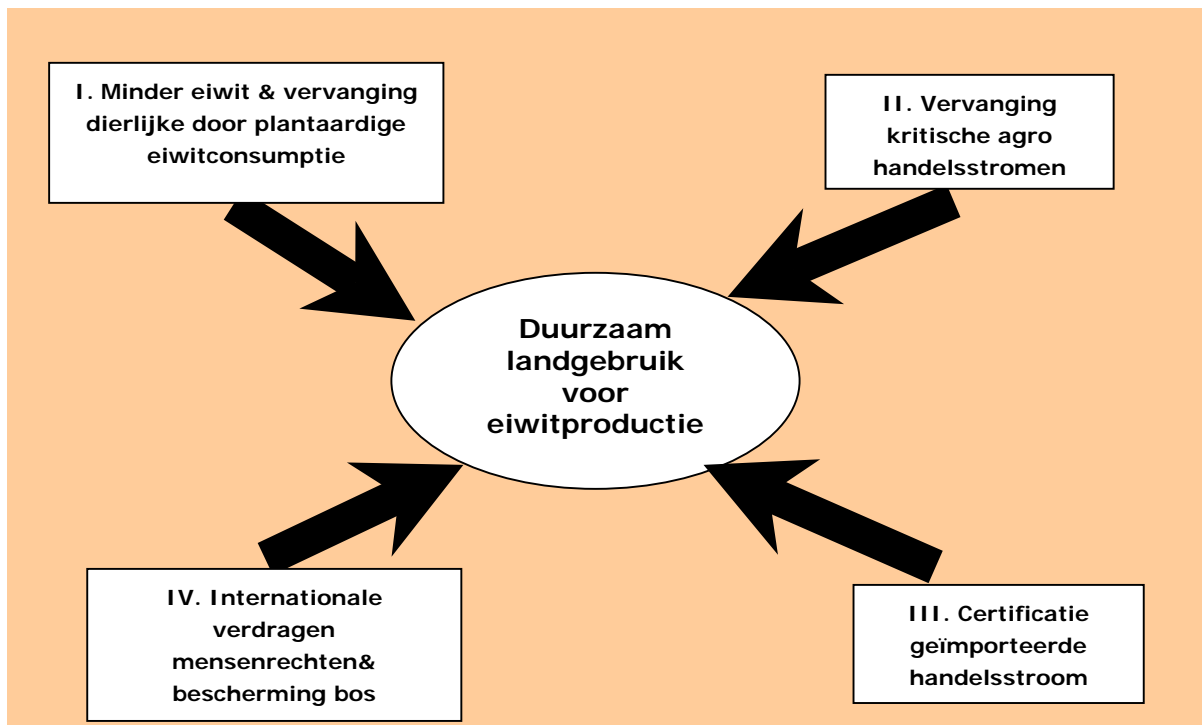 I. Minder eiwit & vervanging
dierlijke door plantaardige
eiwitconsumptie
II. Vervanging
kritische agro
handelsstromen
Duurzaam
landgebruik
voor
eiwitproductie
IV. Internationale
verdragen
mensenrechten&
bescherming bos
III. Certificatie
geïmporteerde
handelsstroom